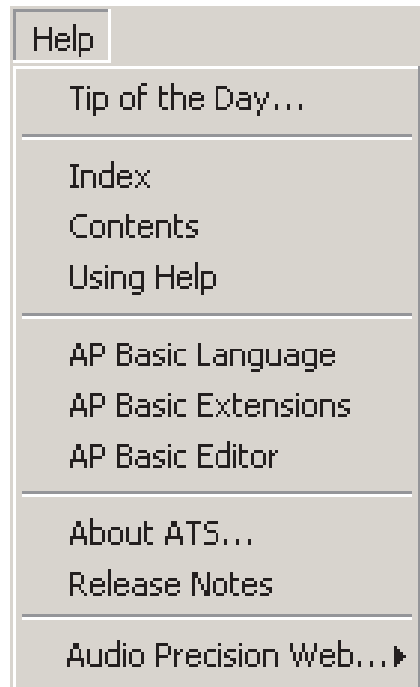 Help
Tip of the Day...
Index
Contents
Using Help
AP Basic Language
AP Basic Extensions
AP Basic Editor
About ATS...
Release Notes
Audio Precision Web...